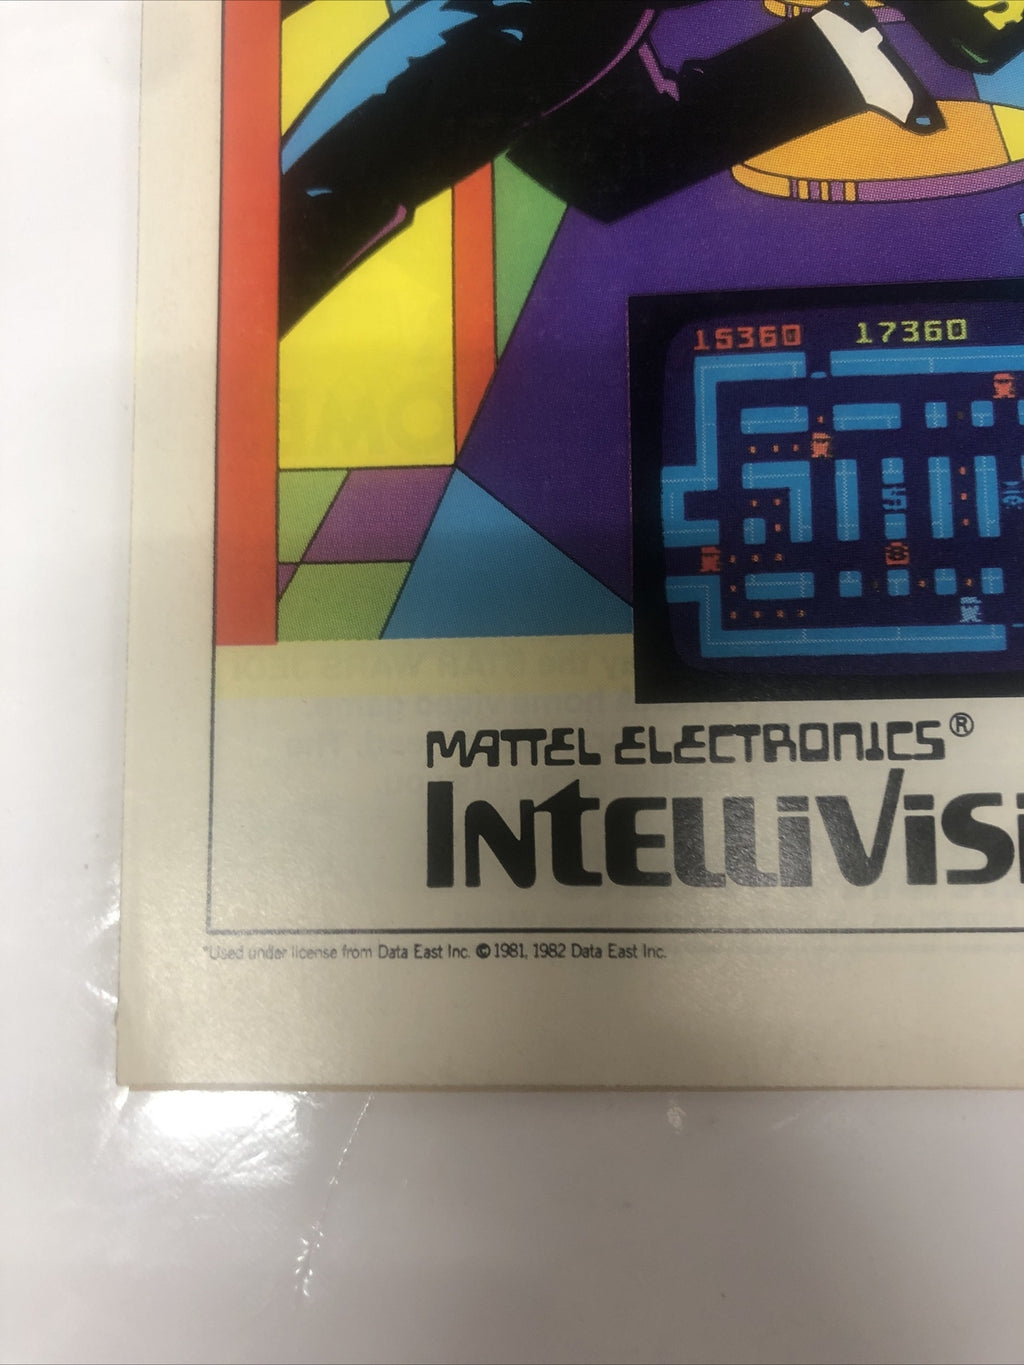 15360 17360
MATTEL ELECTRONICS®
INTELLIVISI
*Used under license from Data East Inc. © 1981, 1982 Data East Inc.